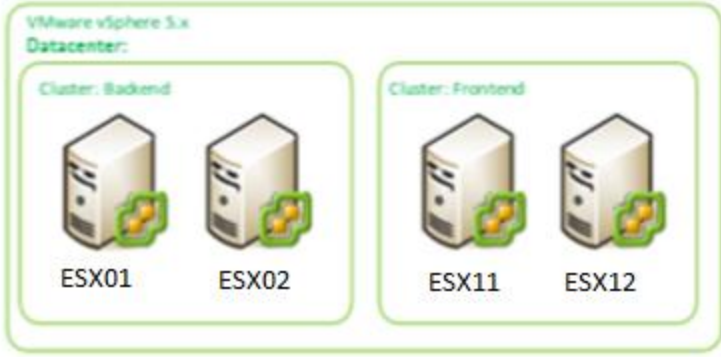 VMware vSphere 5.x
Datacenter:
Cluster: Backend
Cluster: Frontend
ESX01
ESX02
ESX11
ESX12